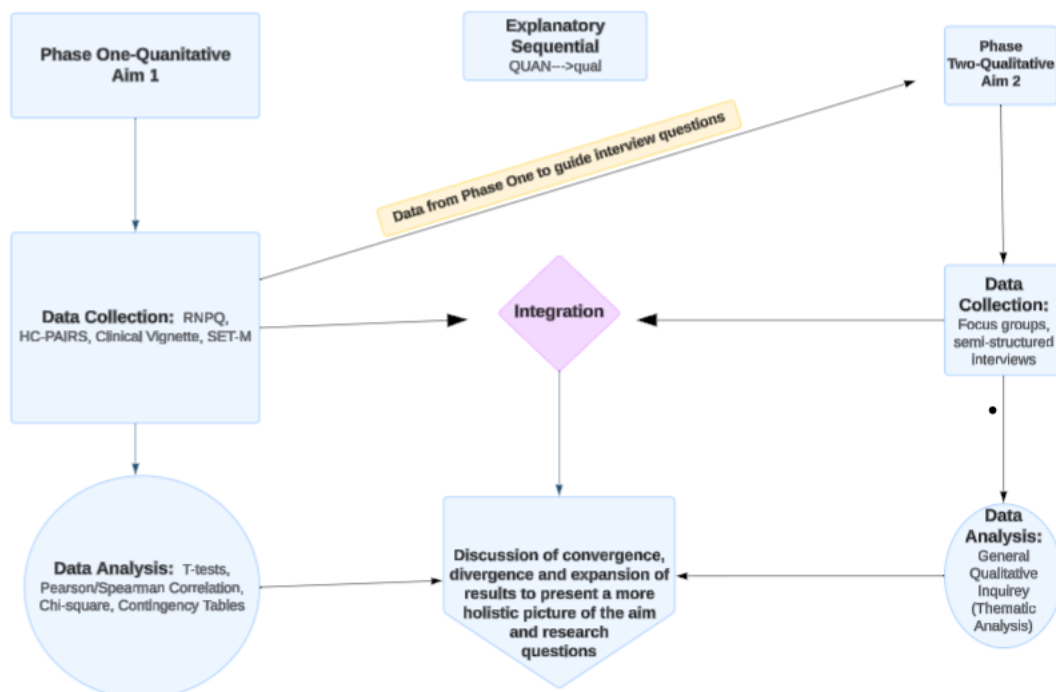 Phase One-Quanitative
Aim 1
Explanatory
Sequential
QUAN--->qual
Phase
Two-Qualitative
Aim 2
Data from Phase One to guide interview questions
Data Collection: RNPQ,
HC-PAIRS, Clinical Vignette, SET-M
Integration
Data
Collection:
Focus groups,
semi-structured
interviews
Data Analysis: T-tests,
Pearson/Spearman Correlation,
Chi-square, Contingency Tables
Discussion of convergence,
divergence and expansion of
results to present a more
holistic picture of the aim
and research
questions
Data
Analysis:
General
Qualitative
Inquirey
(Thematic
Analysis)